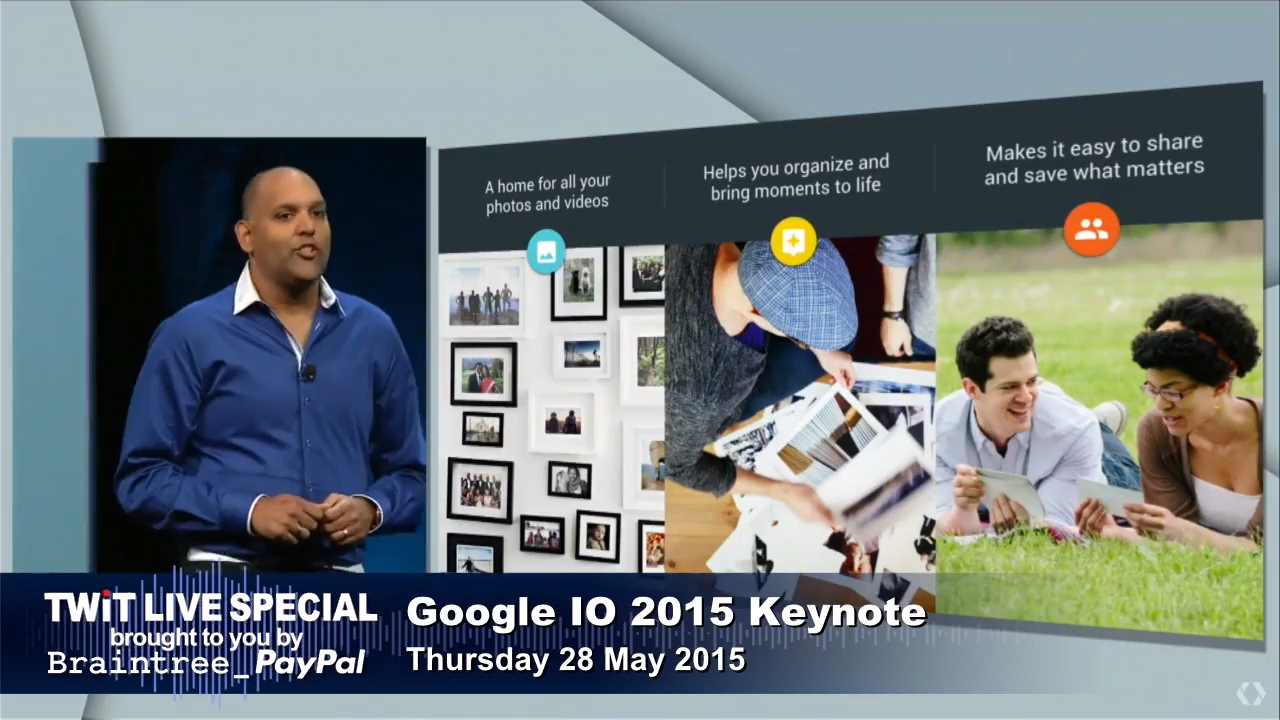 A home for all your
photos and videos
Helps you organize and
bring moments to life
Makes it easy to share
and save what matters
TWiT LIVE SPECIAL
brought to you by
Braintree_PayPal
Google IO 2015 Keynote
Thursday 28 May 2015